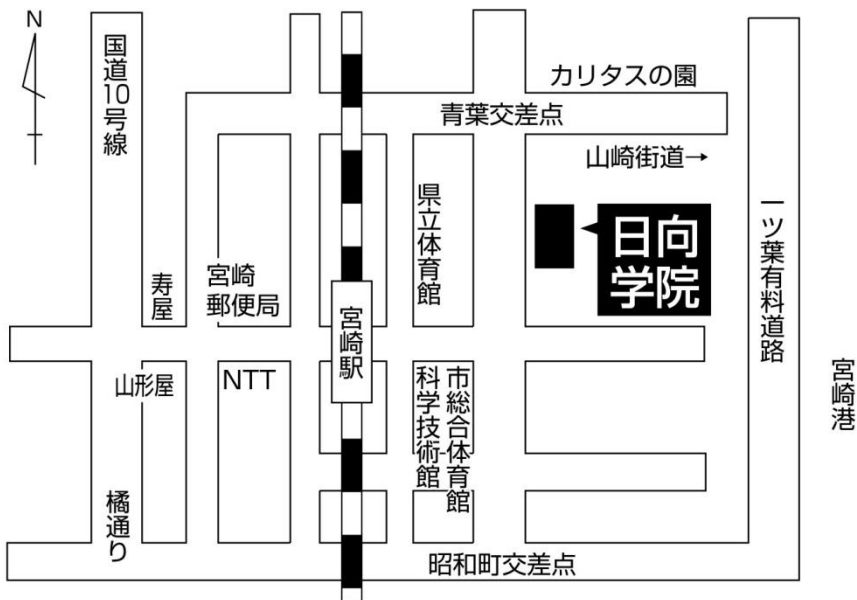 N
国道10号線
カリタスの園
青葉交差点
山崎街道→
県立体育館
日向
学院
一ツ葉有料道路
寿屋
宮崎
郵便局
宮崎駅
山形屋
NTT
市総合体育館
科学技術館
宮崎港
橘通り
昭和町交差点